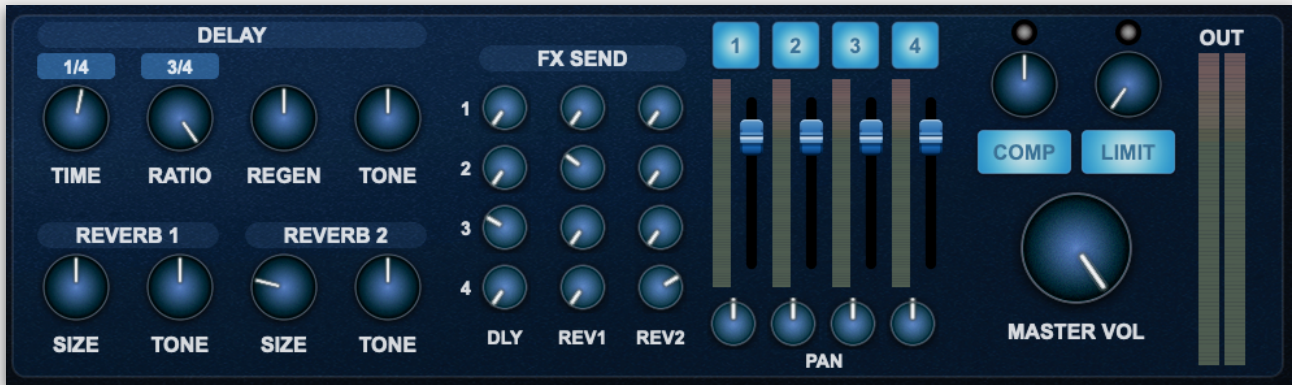 DELAY
1/4 3/4
TIME RATIO REGEN TONE
REVERB 1 REVERB 2
SIZE TONE SIZE TONE
FX SEND
1
2
3
4
DLY REV1 REV2
1 2 3 4
PAN
COMP LIMIT
MASTER VOL
OUT